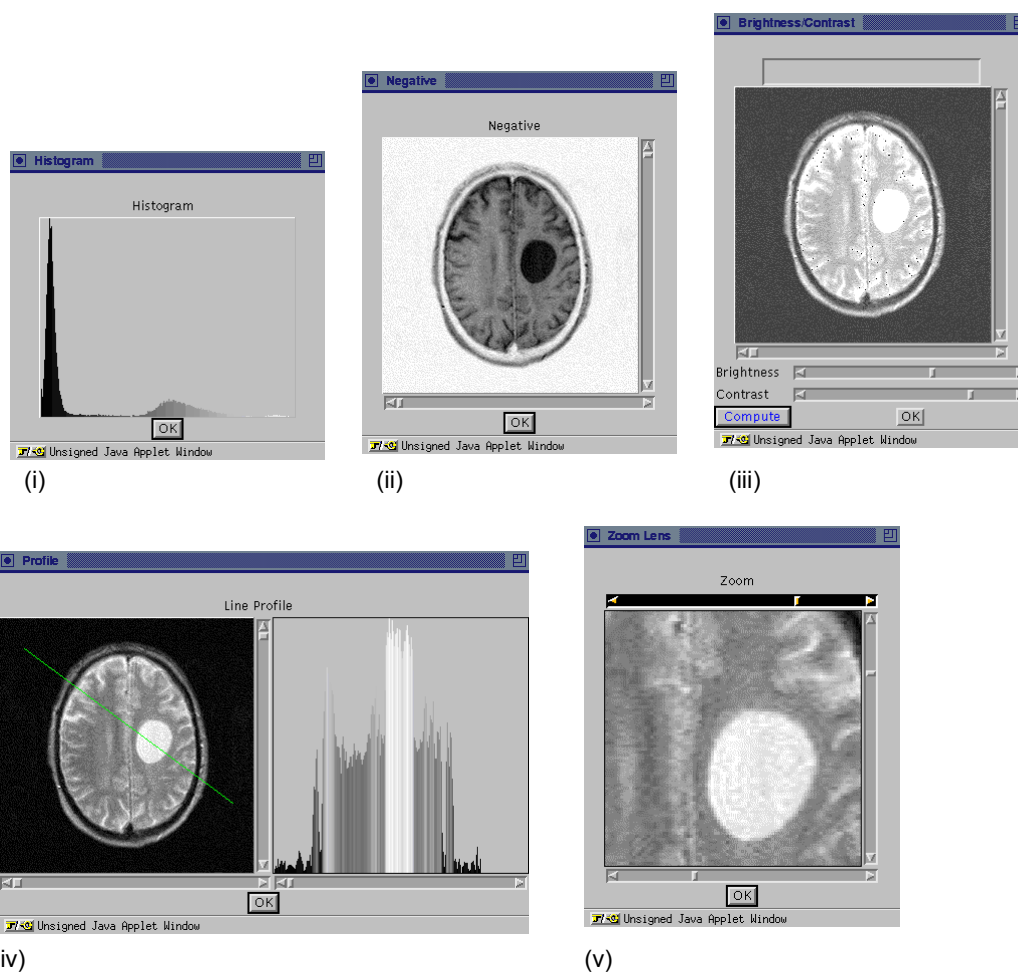 Brightness/Contrast
Negative
Negative
Histogram
Histogram
Brightness
Contrast
OK
Compute
OK
OK
Unsigned Java Applet Window
Unsigned Java Applet Window
Unsigned Java Applet Window
(i)
(ii)
(iii)
Zoom Lens
Profile
Zoom
Line Profile
OK
OK
Unsigned Java Applet Window
Unsigned Java Applet Window
iv)
(v)